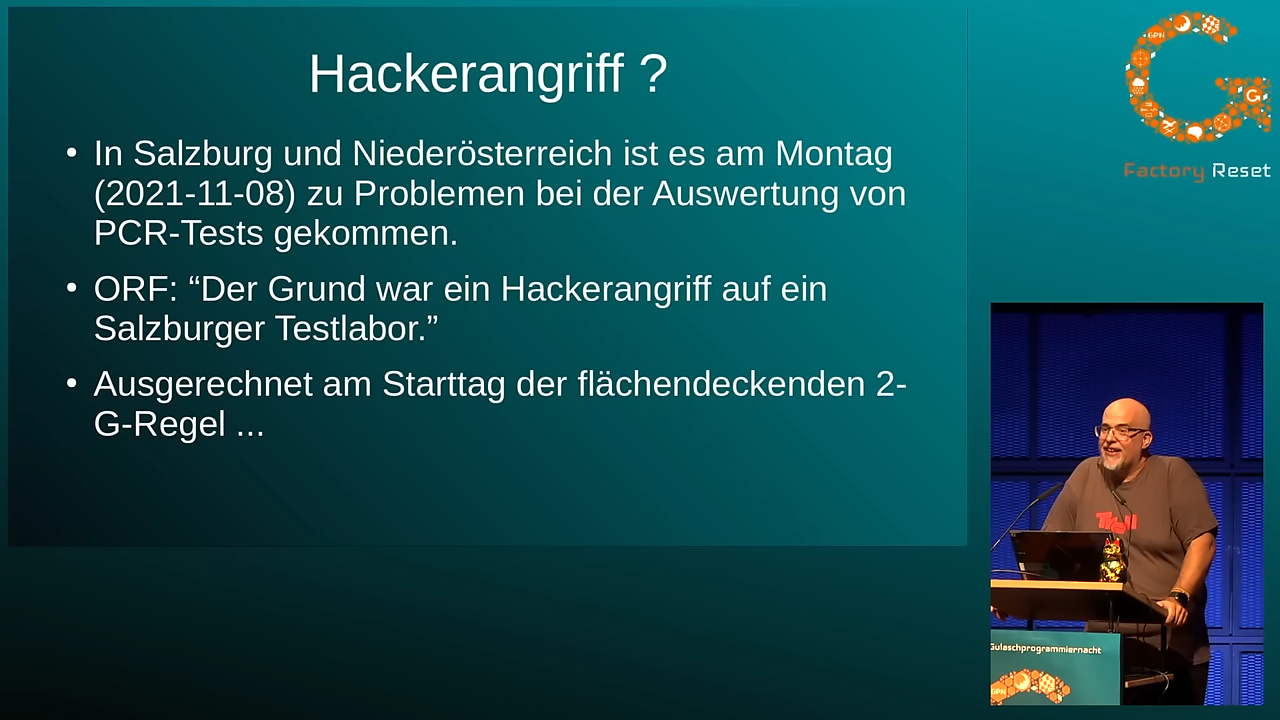 Hackerangriff ?
• In Salzburg und Niederösterreich ist es am Montag
(2021-11-08) zu Problemen bei der Auswertung von
PCR-Tests gekommen.
• ORF: “Der Grund war ein Hackerangriff auf ein
Salzburger Testlabor.”
• Ausgerechnet am Starttag der flächendeckenden 2-
G-Regel ...
GPN
G
Factory Reset
Gulaschprogrammiernacht
GPN